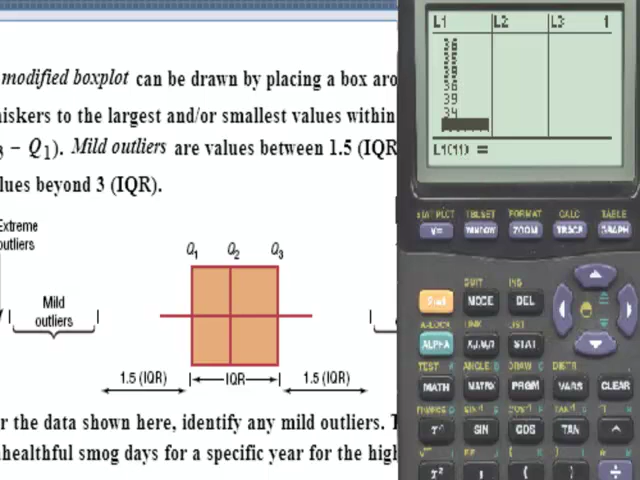 modified boxplot can be drawn by placing a box aro
iskers to the largest and/or smallest values within
− Q1). Mild outliers are values between 1.5 (IQR
lues beyond 3 (IQR).
Extreme
outliers
Q1 Q2 Q3
Mild
outliers
1.5 (IQR) IQR 1.5 (IQR)
r the data shown here, identify any mild outliers.
healthful smog days for a specific year for the high
L1 L2 L3 1
36
39
34
L1(11) =
STAT PLOT TBLSET FORMAT CALC TABLE
Y= WINDOW ZOOM TRACE GRAPH
QUIT INS
2nd MODE DEL
A-LOCK LINK LIST
ALPHA X,T,θ,n STAT
TEST A ANGLE B DRAW C DISTR
MATH MATRX PRGM VARS CLEAR
SIN COS TAN ^
( ) ÷